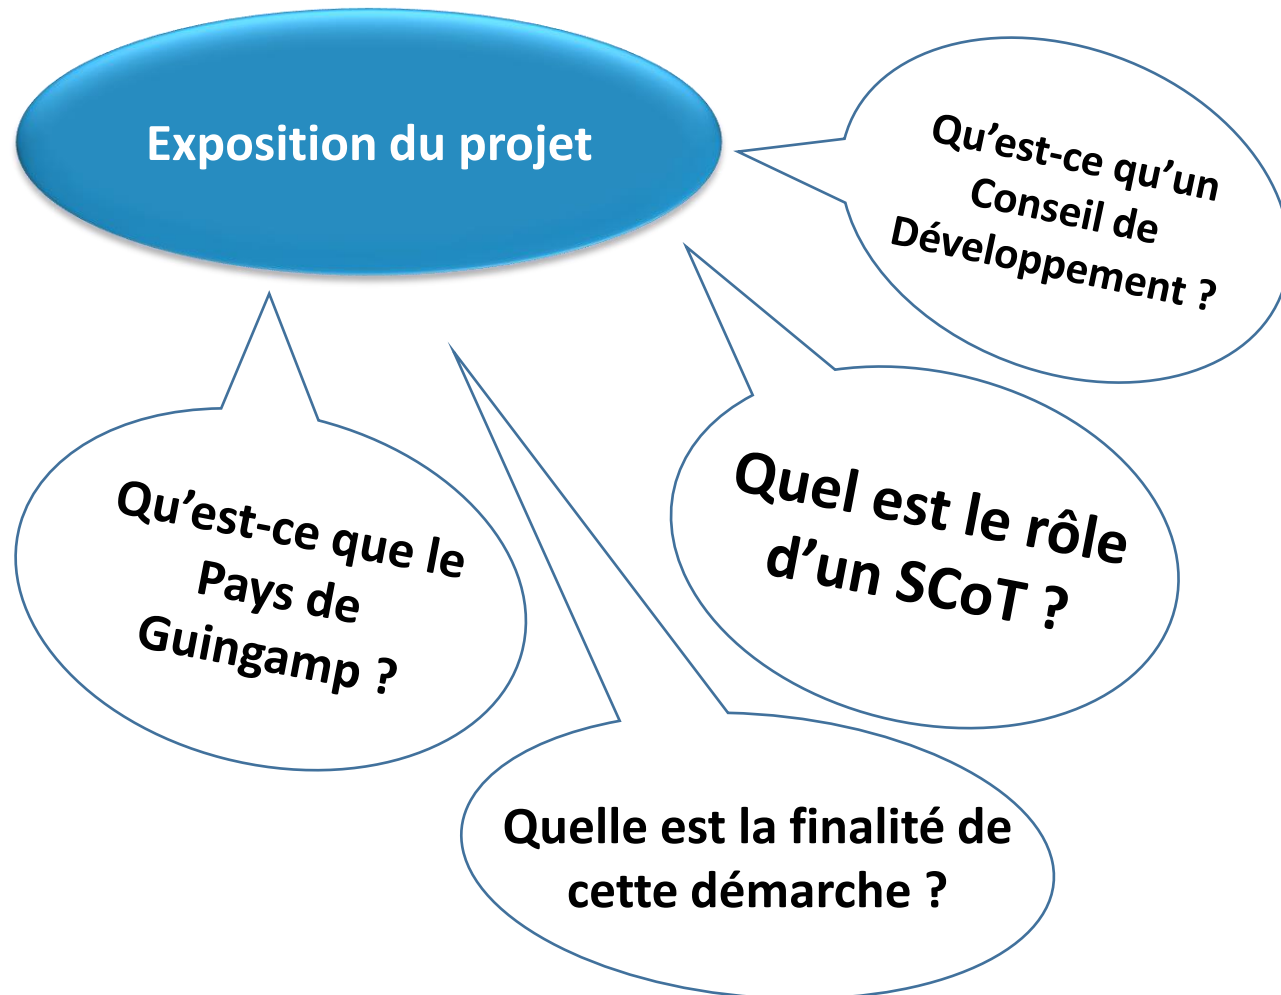 Exposition du projet
Qu’est-ce qu’un
Conseil de
Développement ?
Quel est le rôle
d’un SCoT ?
Qu’est-ce que le
Pays de
Guingamp ?
Quelle est la finalité de
cette démarche ?